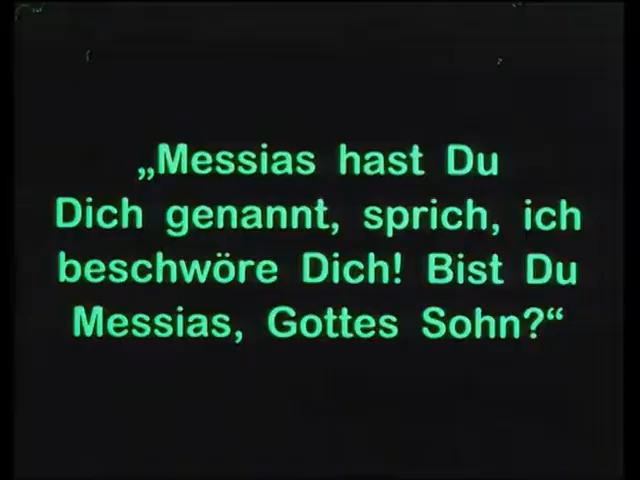 „Messias hast Du
Dich genannt, sprich, ich
beschwöre Dich! Bist Du
Messias, Gottes Sohn?“